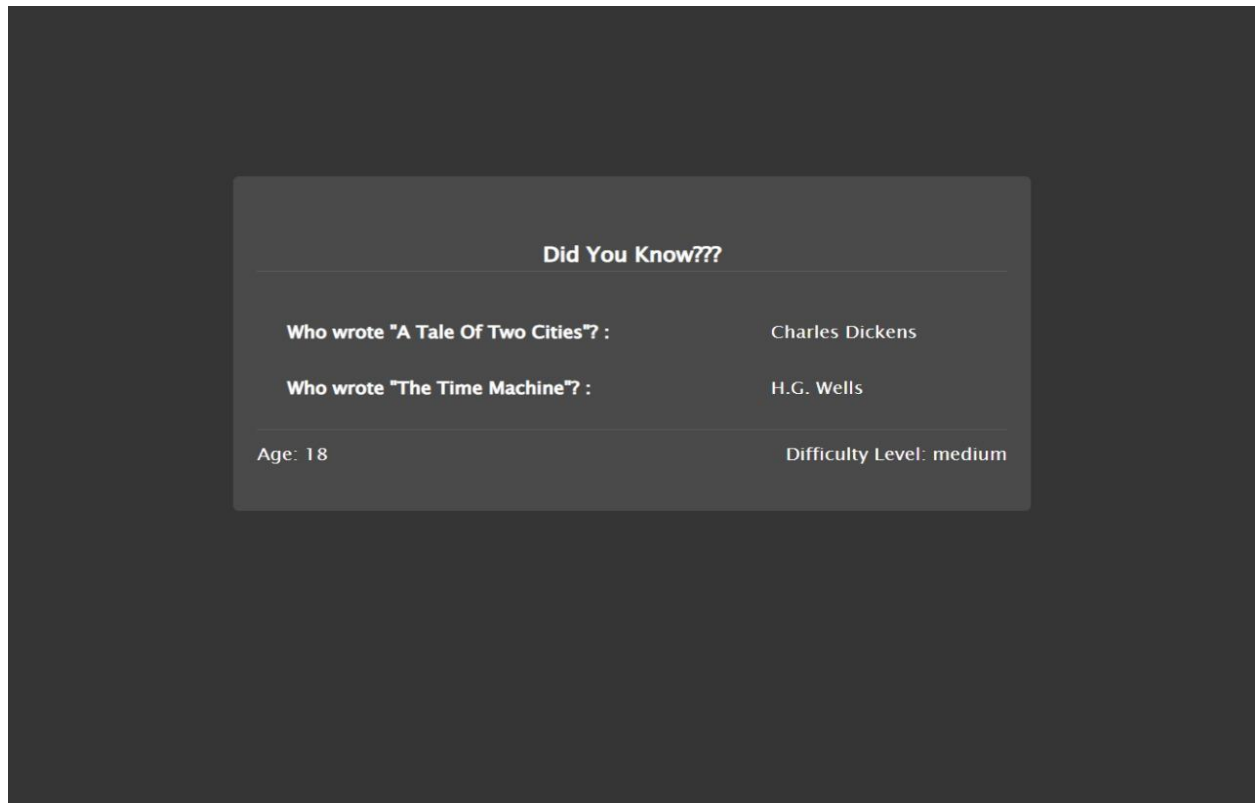 Did You Know???
Who wrote "A Tale Of Two Cities"? : Charles Dickens
Who wrote "The Time Machine"? : H.G. Wells
Age: 18 Difficulty Level: medium